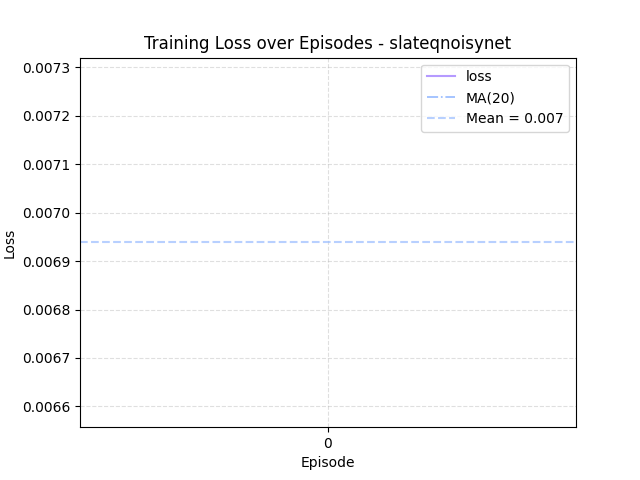 Training Loss over Episodes - slateqnoisynet
0.0073
0.0072
0.0071
0.0070
0.0069
0.0068
0.0067
0.0066
Loss
loss
MA(20)
Mean = 0.007
0
Episode